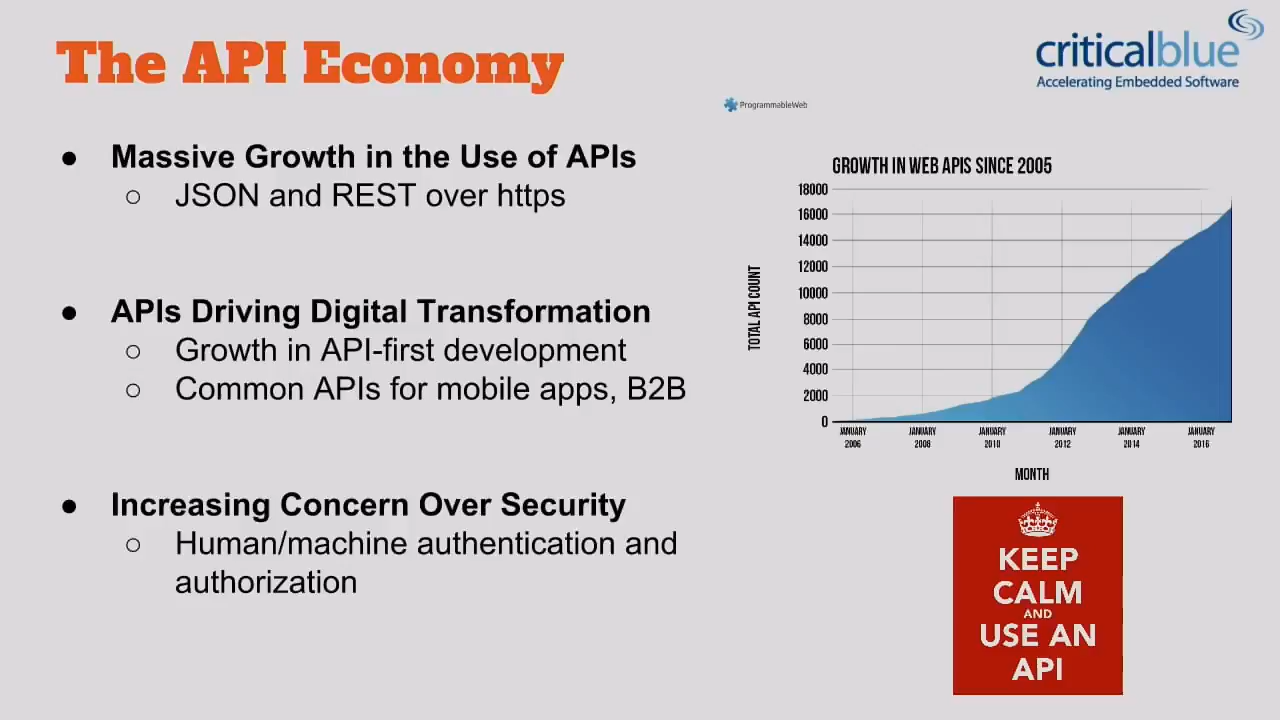 The API Economy
criticalblue
Accelerating Embedded Software
ProgrammableWeb
● Massive Growth in the Use of APIs
○ JSON and REST over https
● APIs Driving Digital Transformation
○ Growth in API-first development
○ Common APIs for mobile apps, B2B
● Increasing Concern Over Security
○ Human/machine authentication and
authorization
GROWTH IN WEB APIS SINCE 2005
TOTAL API COUNT
18000
16000
14000
12000
10000
8000
6000
4000
2000
0
JANUARY 2006
JANUARY 2008
JANUARY 2010
JANUARY 2012
JANUARY 2014
JANUARY 2016
MONTH
KEEP
CALM
AND
USE AN
API